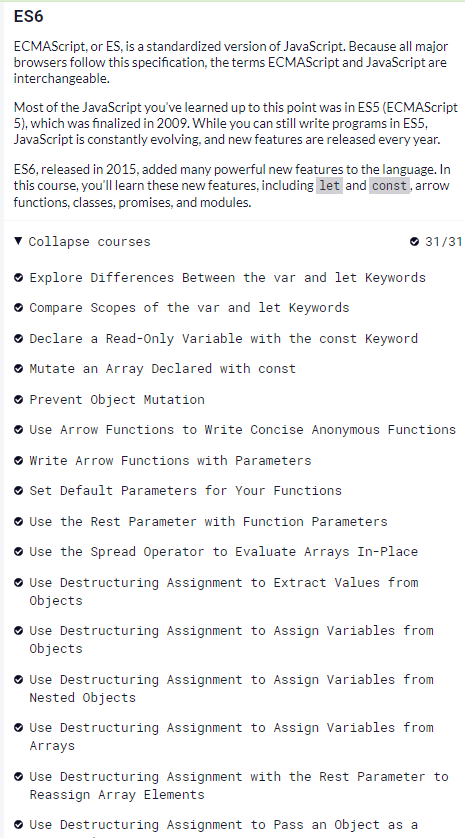 ES6
ECMAScript, or ES, is a standardized version of JavaScript. Because all major
browsers follow this specification, the terms ECMAScript and JavaScript are
interchangeable.
Most of the JavaScript you've learned up to this point was in ES5 (ECMAScript
5), which was finalized in 2009. While you can still write programs in ES5,
JavaScript is constantly evolving, and new features are released every year.
ES6, released in 2015, added many powerful new features to the language. In
this course, you'll learn these new features, including let and const, arrow
functions, classes, promises, and modules.
Collapse courses 31/31
Explore Differences Between the var and let Keywords
Compare Scopes of the var and let Keywords
Declare a Read-Only Variable with the const Keyword
Mutate an Array Declared with const
Prevent Object Mutation
Use Arrow Functions to Write Concise Anonymous Functions
Write Arrow Functions with Parameters
Set Default Parameters for Your Functions
Use the Rest Parameter with Function Parameters
Use the Spread Operator to Evaluate Arrays In-Place
Use Destructuring Assignment to Extract Values from
Objects
Use Destructuring Assignment to Assign Variables from
Objects
Use Destructuring Assignment to Assign Variables from
Nested Objects
Use Destructuring Assignment to Assign Variables from
Arrays
Use Destructuring Assignment with the Rest Parameter to
Reassign Array Elements
Use Destructuring Assignment to Pass an Object as a